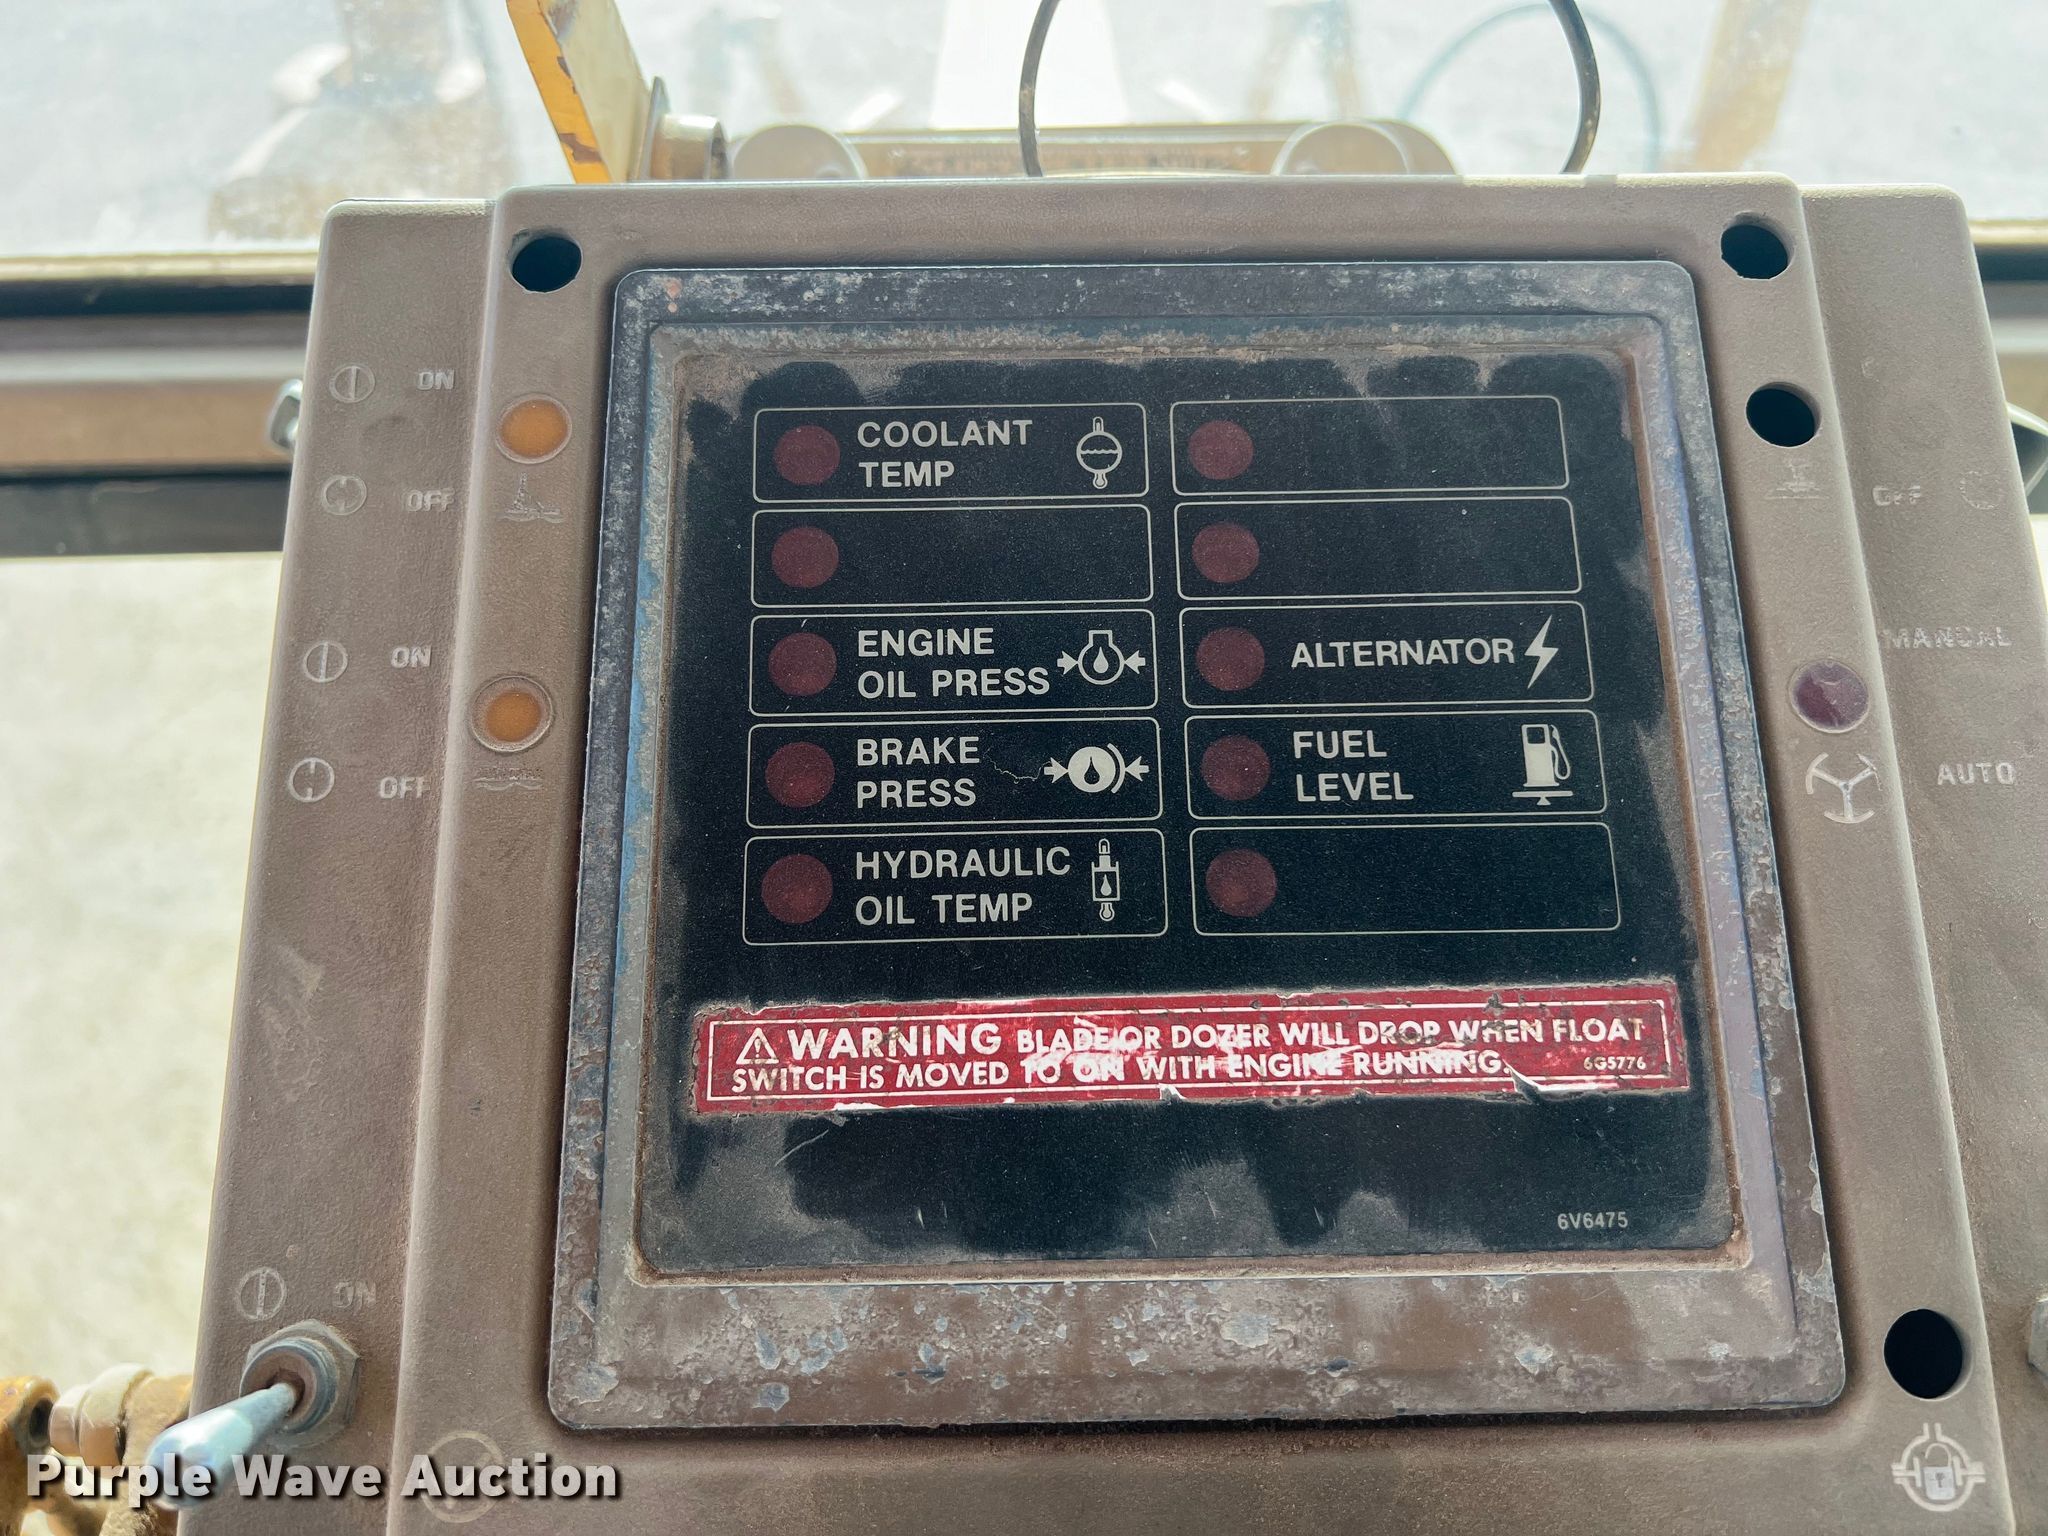 ON
OFF
ON
OFF
ON
COOLANT
TEMP
ENGINE
OIL PRESS
BRAKE
PRESS
HYDRAULIC
OIL TEMP
ALTERNATOR
FUEL
LEVEL
OFF
MANUAL
AUTO
⚠ WARNING BLADE OR DOZER WILL DROP WHEN FLOAT
SWITCH IS MOVED TO ON WITH ENGINE RUNNING. 6G5776
6V6475
Purple Wave Auction